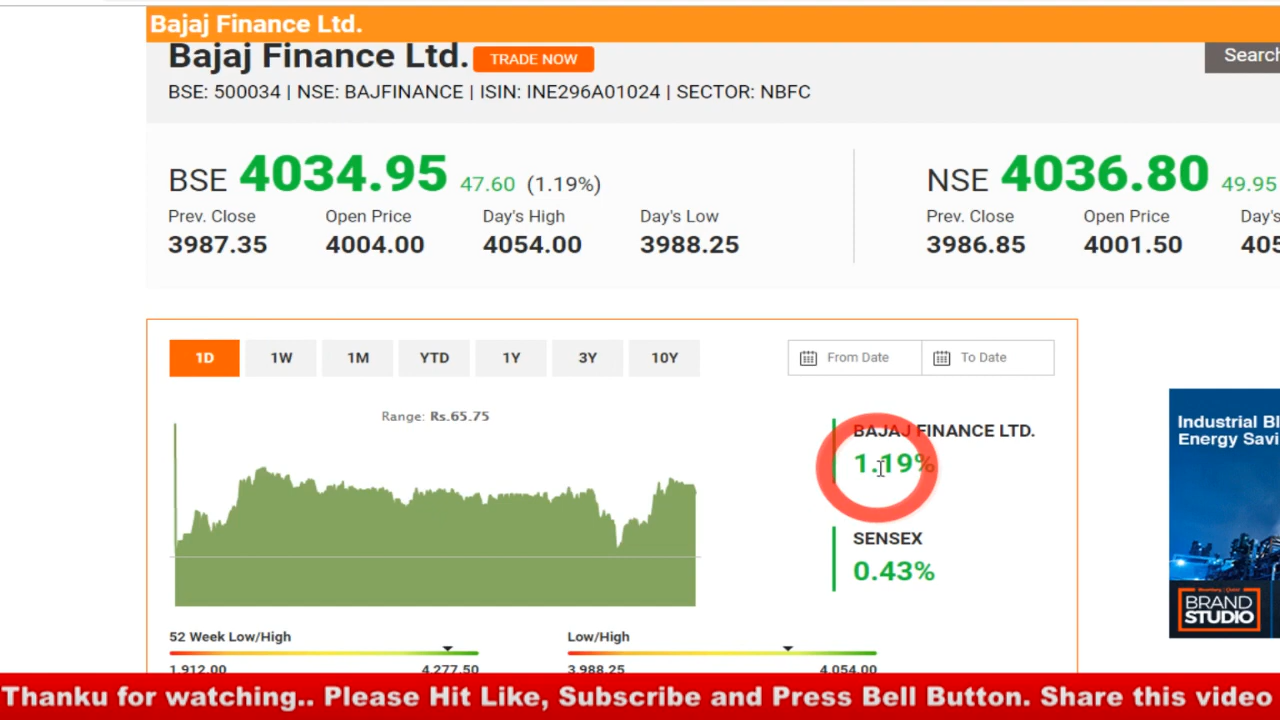 Bajaj Finance Ltd.
Bajaj Finance Ltd. TRADE NOW
Search
BSE: 500034 | NSE: BAJFINANCE | ISIN: INE296A01024 | SECTOR: NBFC
BSE 4034.95 47.60 (1.19%)
Prev. Close Open Price Day's High Day's Low
3987.35 4004.00 4054.00 3988.25
NSE 4036.80 49.95
Prev. Close Open Price Day's
3986.85 4001.50 405
1D 1W 1M YTD 1Y 3Y 10Y
From Date To Date
Range: Rs.65.75
BAJAJ FINANCE LTD.
1.19%
SENSEX
0.43%
52 Week Low/High
1,912.00 4,277.50
Low/High
3,988.25 4,054.00
Industrial Bl
Energy Savi
BRAND
STUDIO
Thanku for watching.. Please Hit Like, Subscribe and Press Bell Button. Share this video